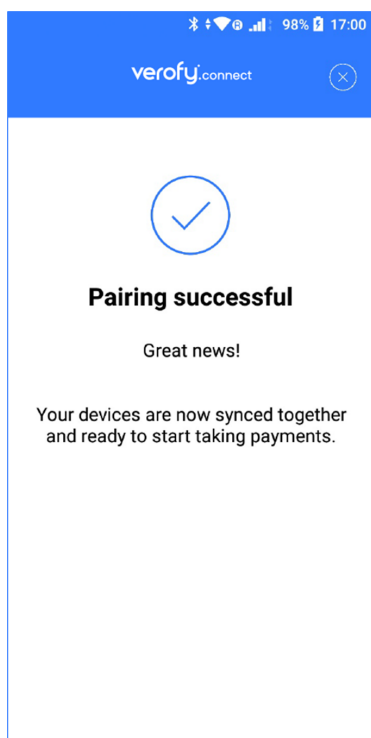 98% 17:00
verofy.connect
Pairing successful
Great news!
Your devices are now synced together
and ready to start taking payments.